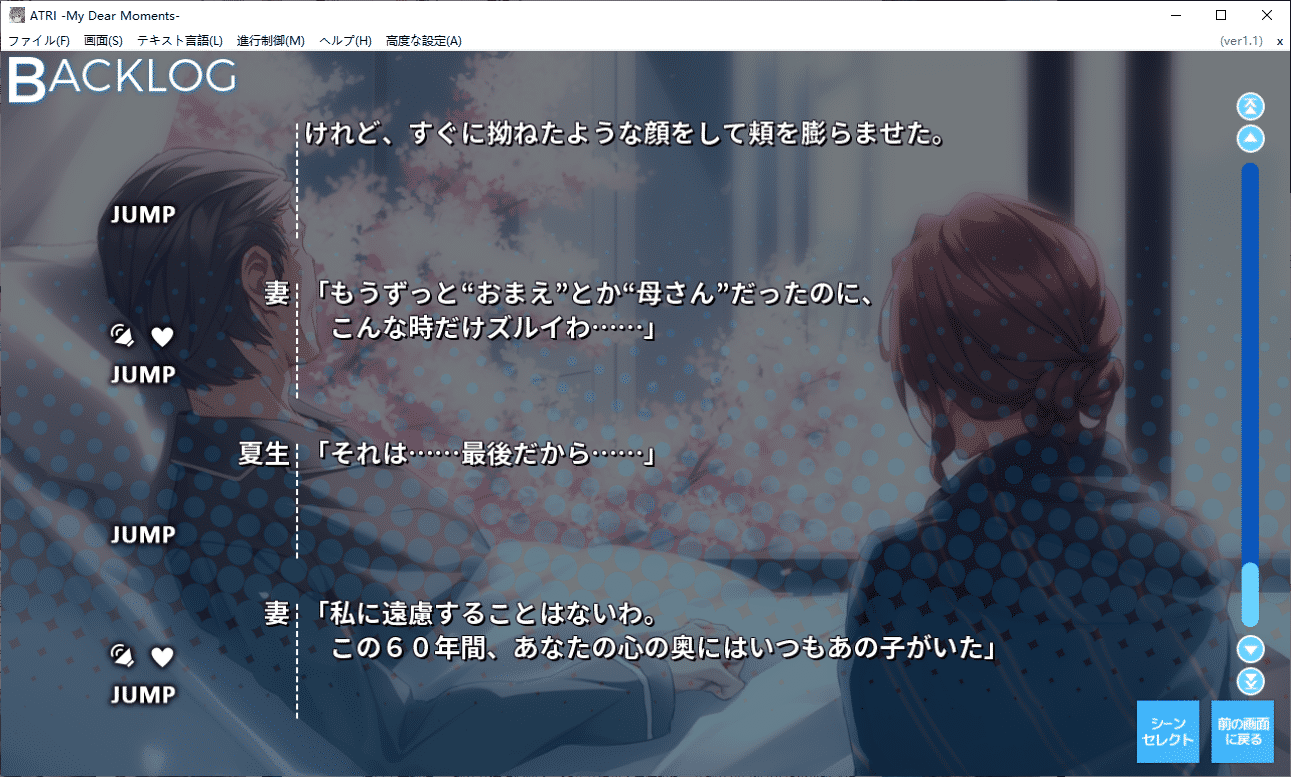 ATRI -My Dear Moments-
ファイル(F) 画面(S) テキスト言語(L) 進行制御(M) ヘルプ(H) 高度な設定(A) (ver1.1) x
BACKLOG
けれど、すぐに拗ねたような顔をして頬を膨らませた。
JUMP
妻「もうずっと“おまえ”とか“母さん”だったのに、
こんな時だけズルイわ……」
JUMP
夏生「それは……最後だから……」
JUMP
妻「私に遠慮することはないわ。
この６０年間、あなたの心の奥にはいつもあの子がいた」
JUMP
シーン
セレクト
前の画面
に戻る